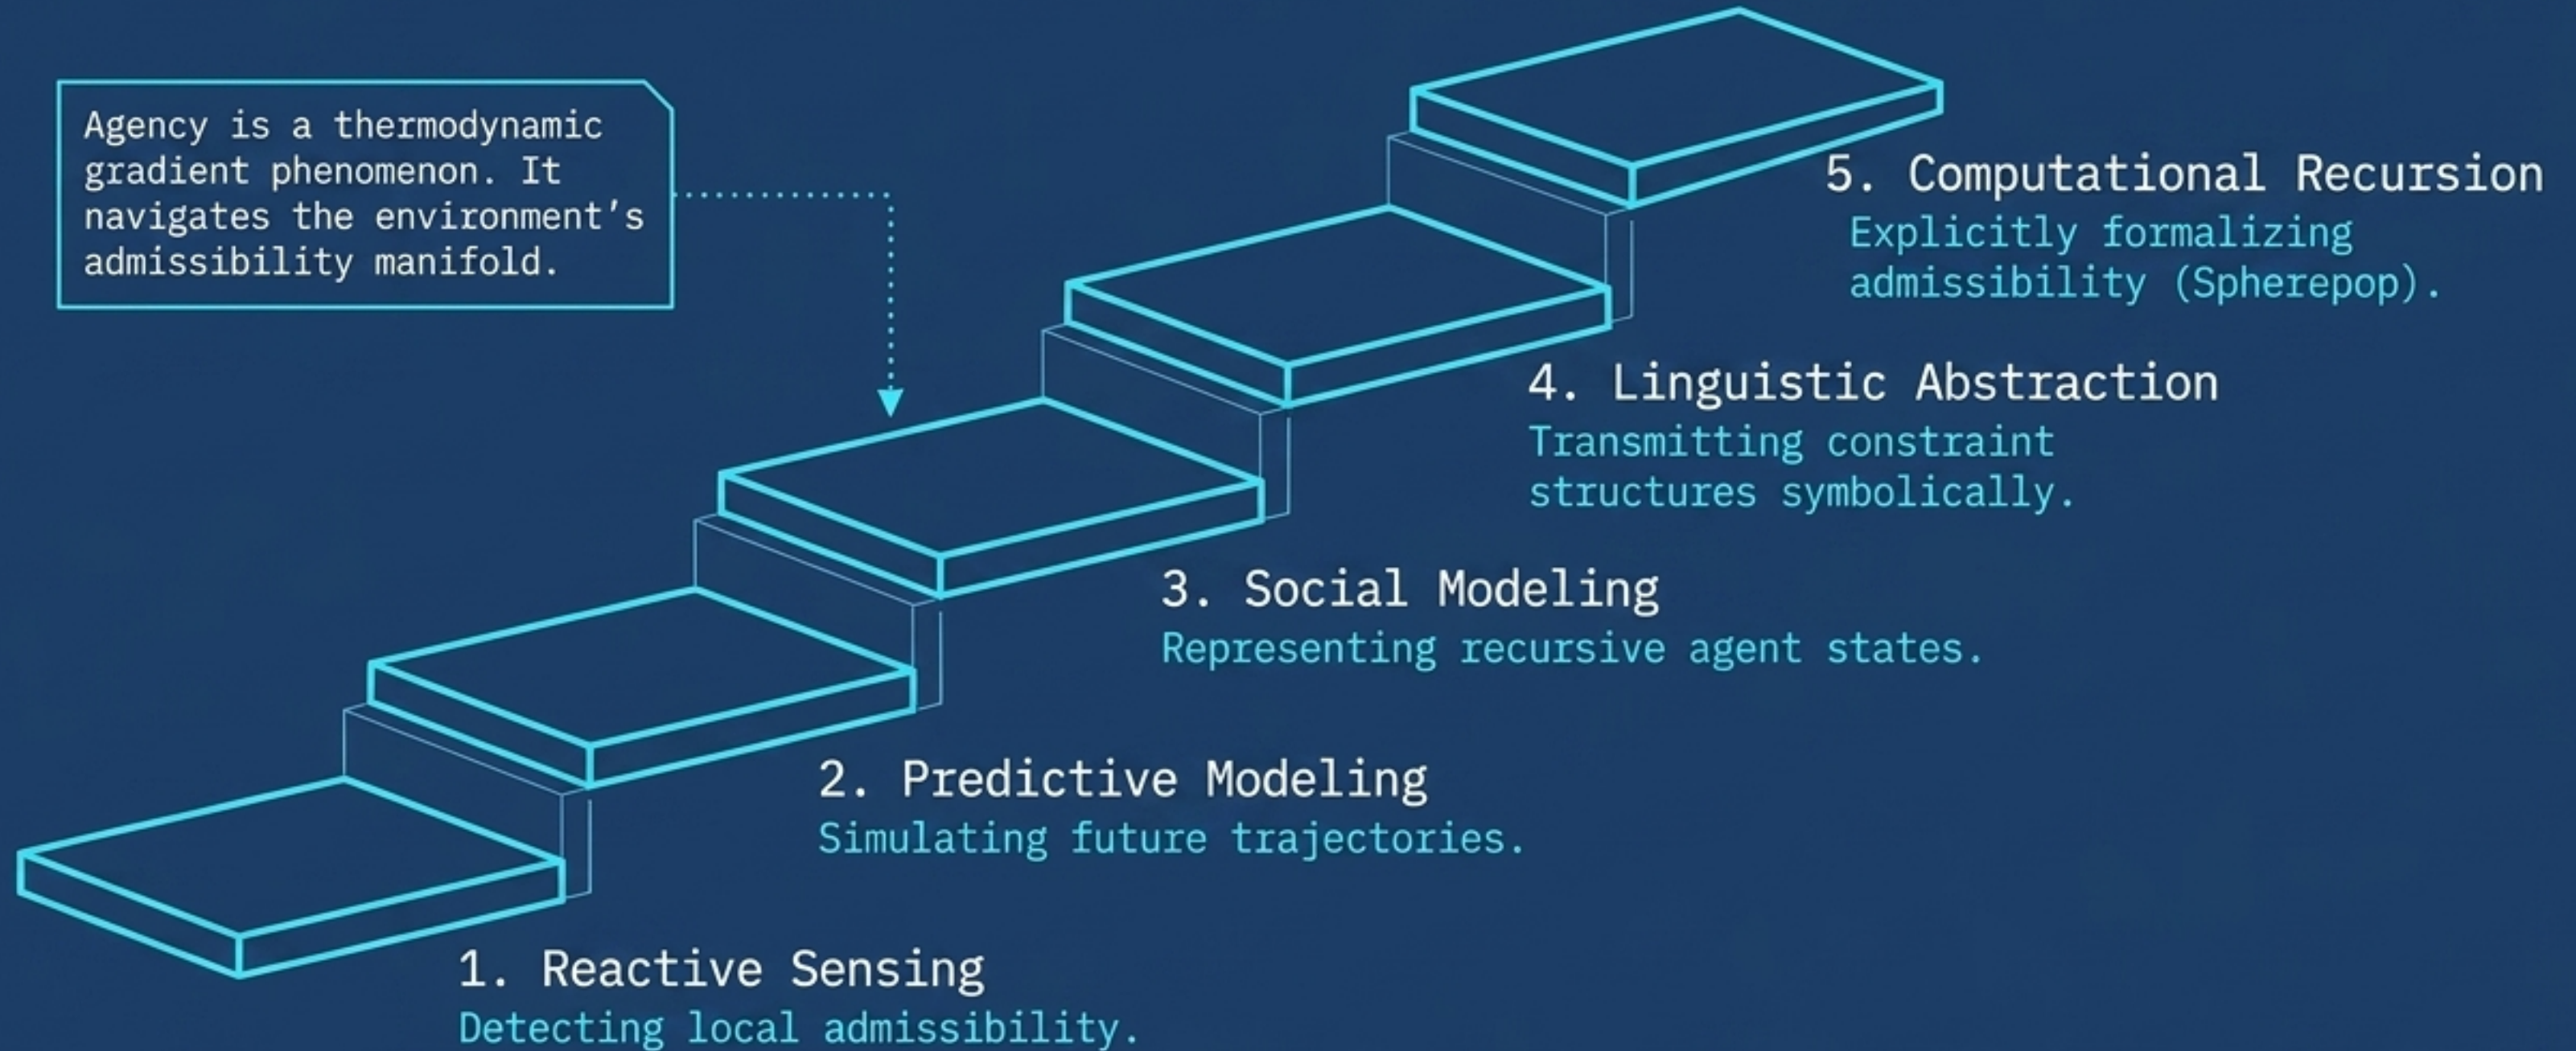 Agency is a thermodynamic
gradient phenomenon. It
navigates the environment's
admissibility manifold.
5. Computational Recursion
Explicitly formalizing
admissibility (Spherepop).
4. Linguistic Abstraction
Transmitting constraint
structures symbolically.
3. Social Modeling
Representing recursive agent states.
2. Predictive Modeling
Simulating future trajectories.
1. Reactive Sensing
Detecting local admissibility.